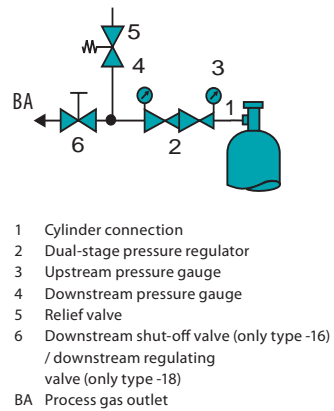 5
4
3
BA
1
6
2
1 Cylinder connection
2 Dual-stage pressure regulator
3 Upstream pressure gauge
4 Downstream pressure gauge
5 Relief valve
6 Downstream shut-off valve (only type -16)
/ downstream regulating
valve (only type -18)
BA Process gas outlet